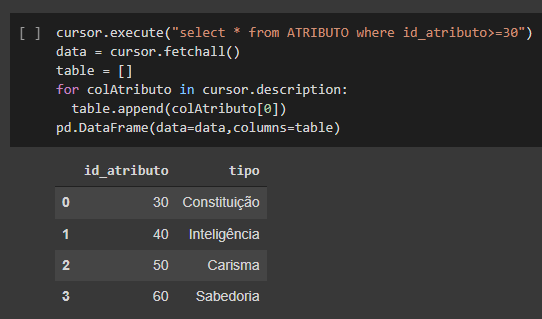 [ ] cursor.execute("select * from ATRIBUTO where id_atributo>=30")
data = cursor.fetchall()
table = []
for colAtributo in cursor.description:
  table.append(colAtributo[0])
pd.DataFrame(data=data,columns=table)
id_atributo tipo
0 30 Constituição
1 40 Inteligência
2 50 Carisma
3 60 Sabedoria